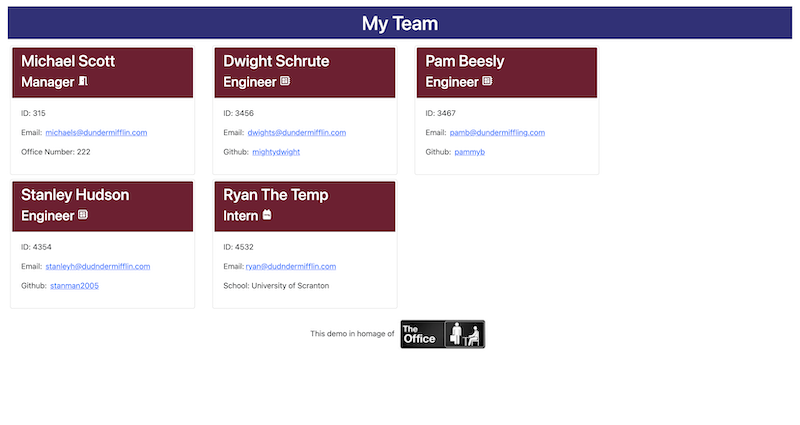 My Team
Michael Scott
Manager
ID: 315
Email: michaels@dundermifflin.com
Office Number: 222
Dwight Schrute
Engineer
ID: 3456
Email: dwights@dundermifflin.com
Github: mightydwight
Pam Beesly
Engineer
ID: 3467
Email: pamb@dundermiffling.com
Github: pammyb
Stanley Hudson
Engineer
ID: 4354
Email: stanleyh@dudndermifflin.com
Github: stanman2005
Ryan The Temp
Intern
ID: 4532
Email: ryan@dudndermifflin.com
School: University of Scranton
This demo in homage of
The
Office